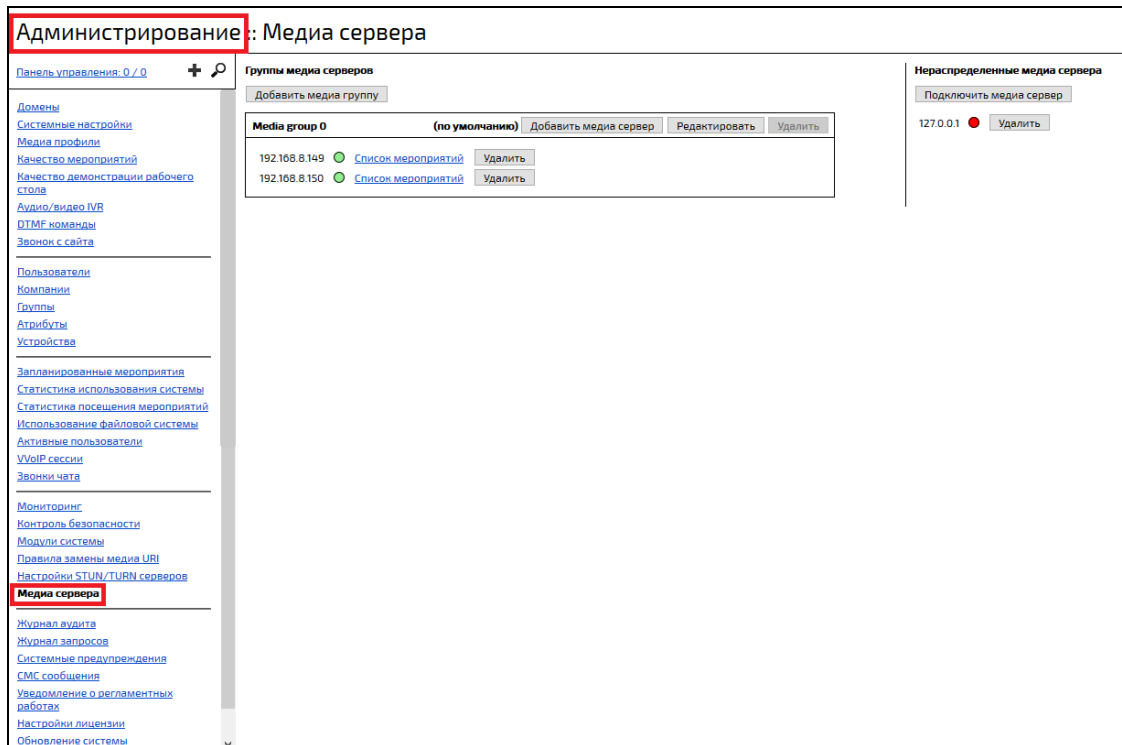 Администрирование :: Медиа сервера
Панель управления: 0 / 0
Домены
Системные настройки
Медиа профили
Качество мероприятий
Качество демонстрации рабочего
стола
Аудио/видео IVR
DTMF команды
Звонок с сайта
Пользователи
Компании
Группы
Атрибуты
Устройства
Запланированные мероприятия
Статистика использования системы
Статистика посещения мероприятий
Использование файловой системы
Активные пользователи
VVoIP сессии
Звонки чата
Мониторинг
Контроль безопасности
Модули системы
Правила замены медиа URI
Настройки STUN/TURN серверов
Медиа сервера
Журнал аудита
Журнал запросов
Системные предупреждения
СМС сообщения
Уведомление о регламентных
работах
Настройки лицензии
Обновление системы
Группы медиа серверов
Добавить медиа группу
Media group 0 (по умолчанию) Добавить медиа сервер Редактировать Удалить
192.168.8.149 Список мероприятий Удалить
192.168.8.150 Список мероприятий Удалить
Нераспределенные медиа сервера
Подключить медиа сервер
127.0.0.1 Удалить